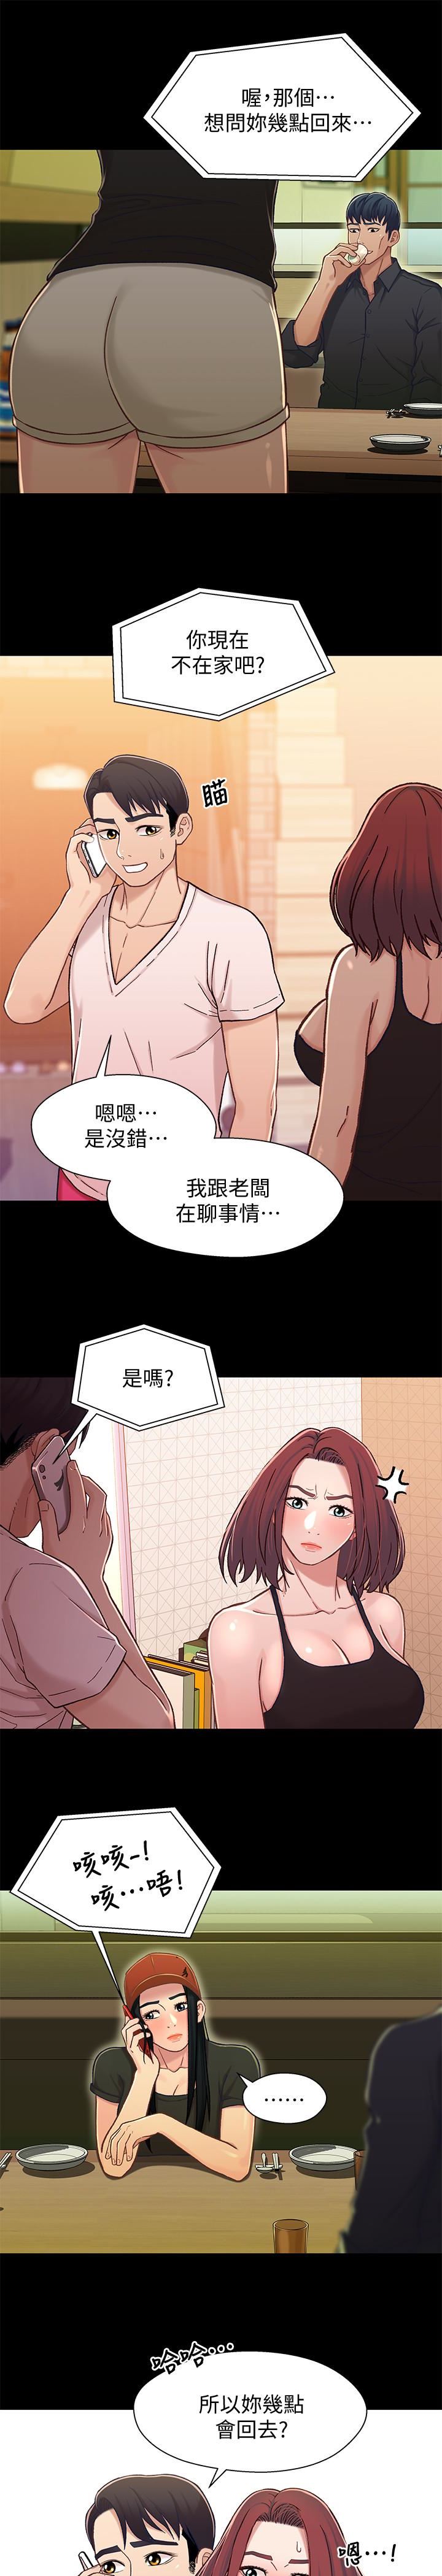 喔，那個…
想問妳幾點回來…
你現在
不在家吧?
瞄
嗯嗯…
是沒錯…
我跟老闆
在聊事情…
是嗎?
咳咳-!
咳…唔!
……
哈哈…
所以妳幾點
會回去?
嗯…!